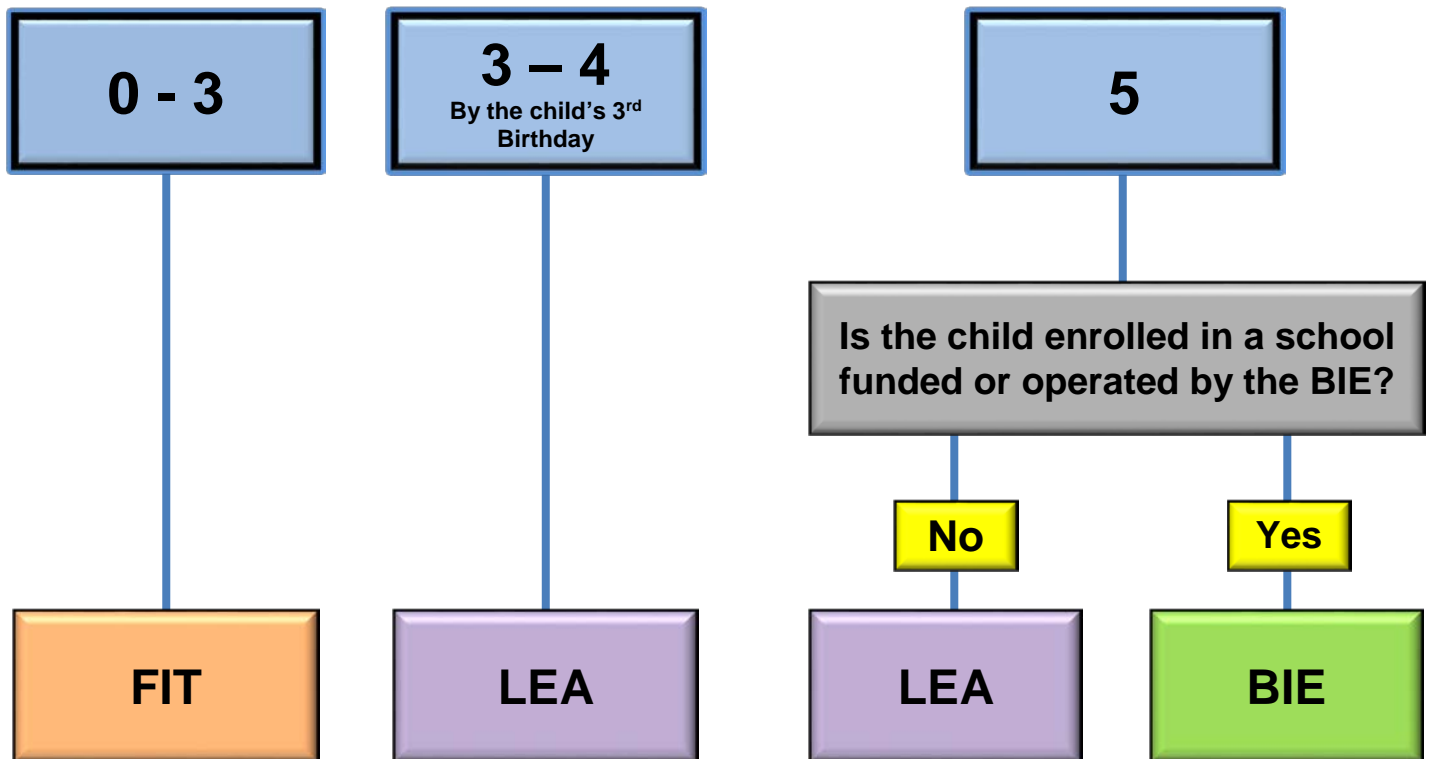 0 - 3
3 – 4
By the child’s 3rd
Birthday
5
Is the child enrolled in a school
funded or operated by the BIE?
No
Yes
FIT
LEA
LEA
BIE